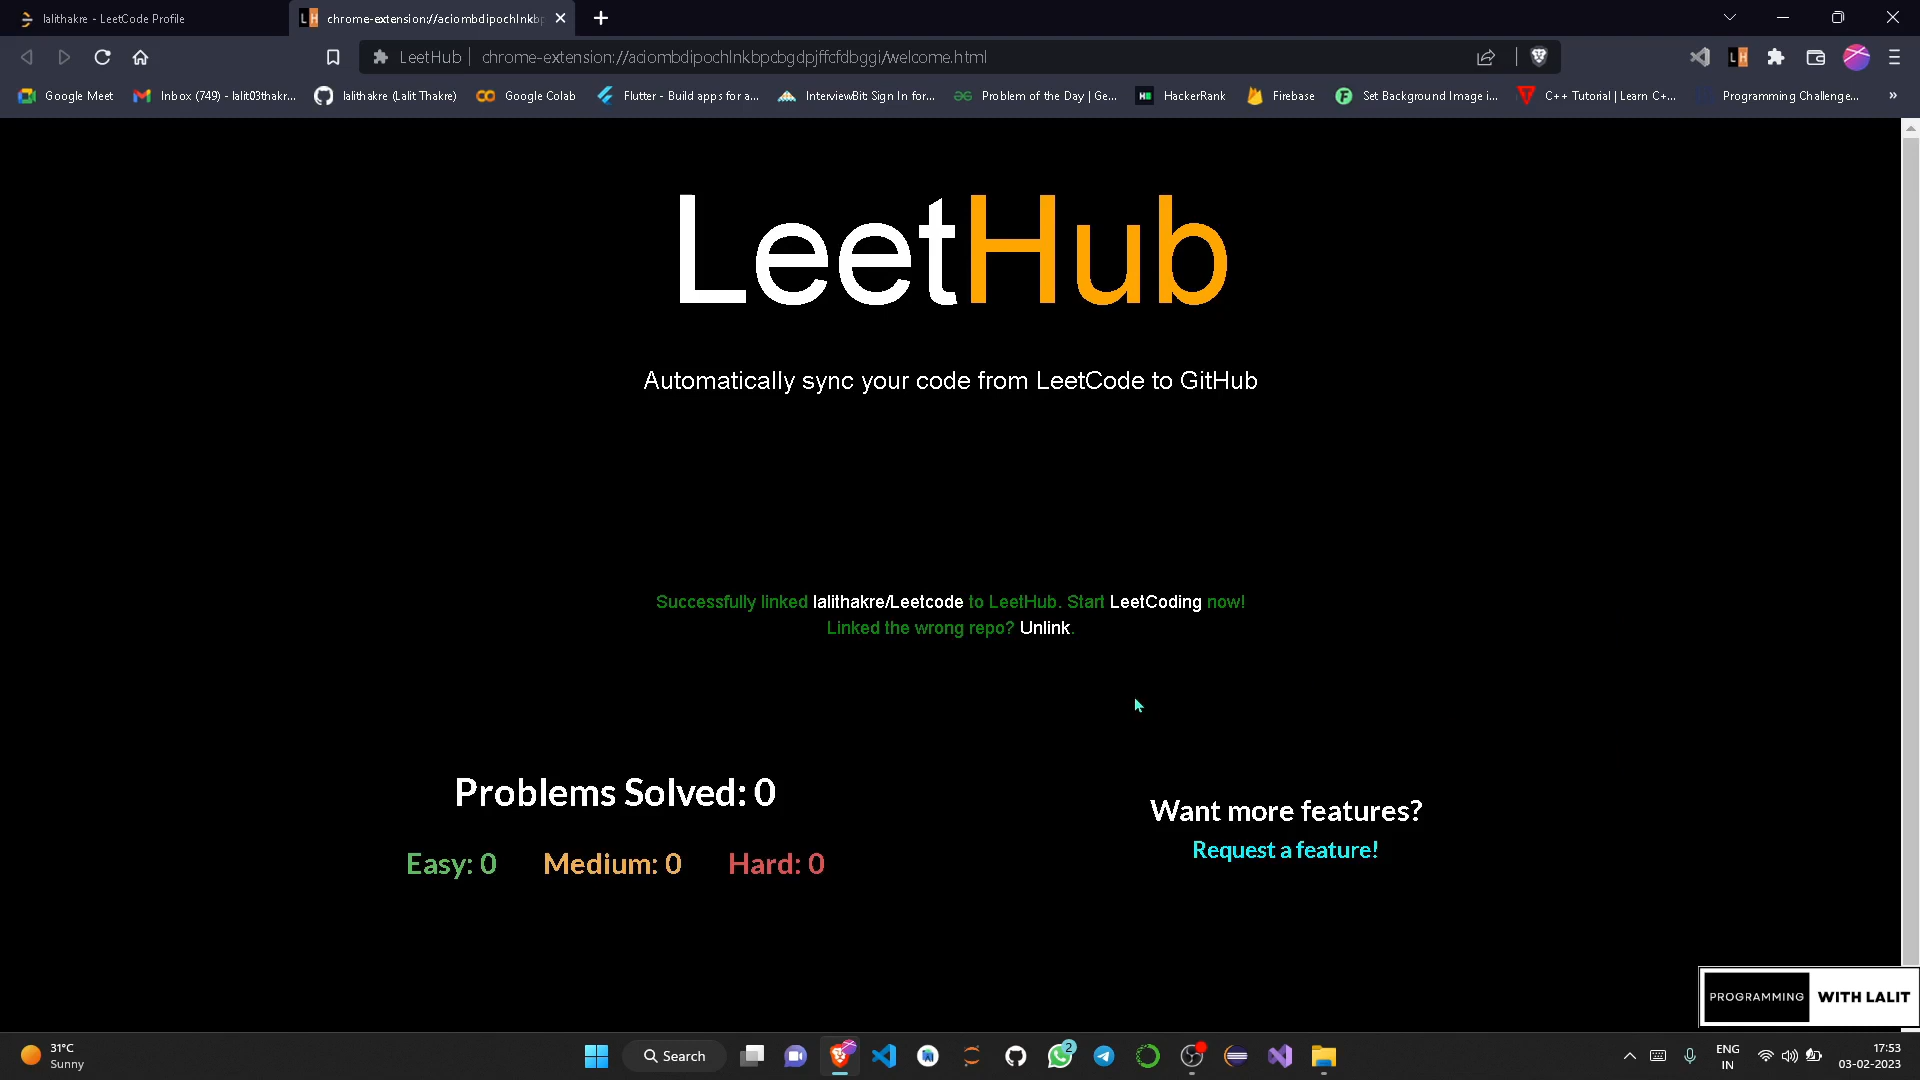 lalithakre - LeetCode Profile
chrome-extension://aciombdipochlnkbp
LeetHub
chrome-extension://aciombdipochlnkbpcbgdpjffcfdbggi/welcome.html
Google Meet
Inbox (749) - lalit03thakr...
lalithakre (Lalit Thakre)
Google Colab
Flutter - Build apps for a...
InterviewBit: Sign In for...
Problem of the Day | Ge...
HackerRank
Firebase
Set Background Image i...
C++ Tutorial | Learn C+...
Programming Challenge...
»
LeetHub
Automatically sync your code from LeetCode to GitHub
Successfully linked lalithakre/Leetcode to LeetHub. Start LeetCoding now!
Linked the wrong repo? Unlink.
Problems Solved: 0
Easy: 0 Medium: 0 Hard: 0
Want more features?
Request a feature!
PROGRAMMING WITH LALIT
31°C
Sunny
Search
2
ENG
IN
17:53
03-02-2023